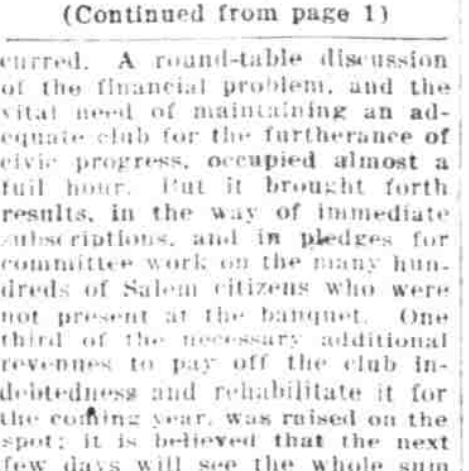 (Continued from page 1)
curred. A round-table discussion
of the financial problem, and the
vital need of maintaining an ad-
equate club for the furtherance of
civic progress, occupied almost a
full hour. But it brought forth
results, in the way of immediate
subscriptions, and in pledges for
committee work on the many hun-
dreds of Salem citizens who were
not present at the banquet. One
third of the necessary additional
revenues to pay off the club in-
debtedness and rehabilitate it for
the coming year, was raised on the
spot; it is believed that the next
few days will see the whole sum